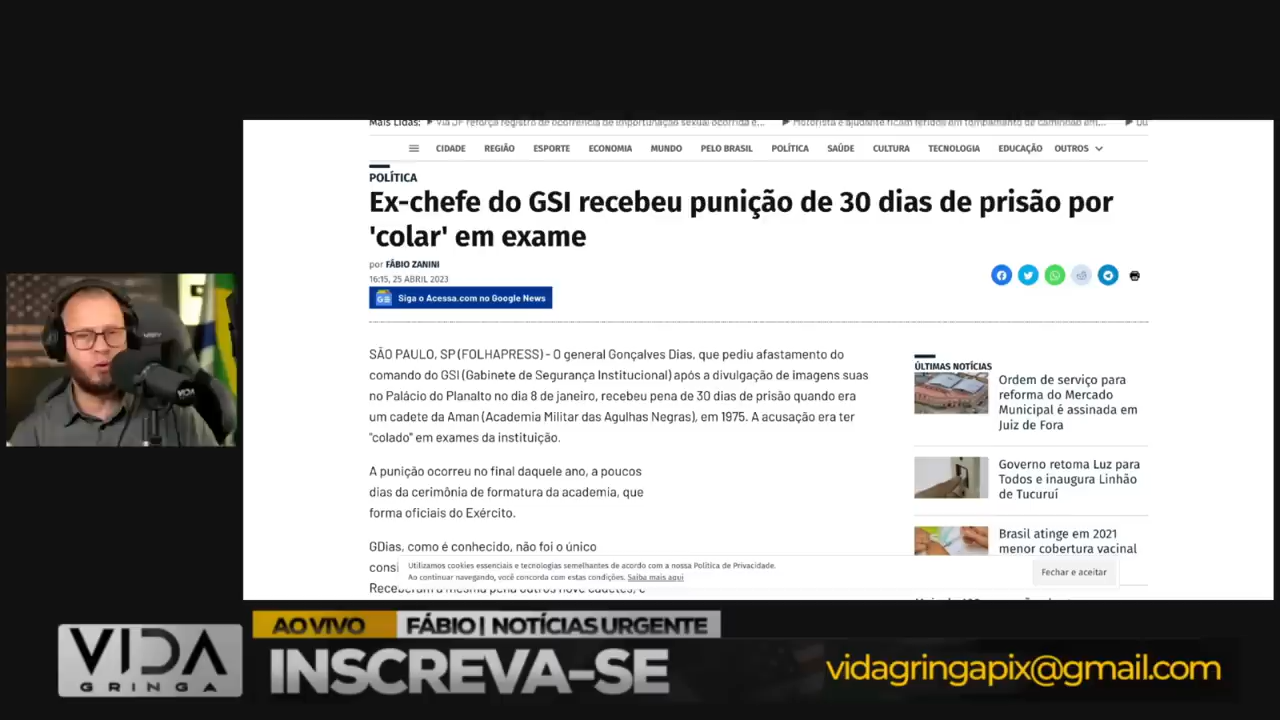 Mais Lidas:
CIDADE REGIÃO ESPORTE ECONOMIA MUNDO PELO BRASIL POLÍTICA SAÚDE CULTURA TECNOLOGIA EDUCAÇÃO OUTROS
POLÍTICA
Ex-chefe do GSI recebeu punição de 30 dias de prisão por
'colar' em exame
por FÁBIO ZANINI
16:15, 25 ABRIL 2023
Siga o Acessa.com no Google News
SÃO PAULO, SP (FOLHAPRESS) - O general Gonçalves Dias, que pediu afastamento do
comando do GSI (Gabinete de Segurança Institucional) após a divulgação de imagens suas
no Palácio do Planalto no dia 8 de janeiro, recebeu pena de 30 dias de prisão quando era
um cadete da Aman (Academia Militar das Agulhas Negras), em 1975. A acusação era ter
"colado" em exames da instituição.
A punição ocorreu no final daquele ano, a poucos
dias da cerimônia de formatura da academia, que
forma oficiais do Exército.
GDias, como é conhecido, não foi o único
consi
Receberam a mesma pena outros nove cadetes, e
ÚLTIMAS NOTÍCIAS
Ordem de serviço para
reforma do Mercado
Municipal é assinada em
Juiz de Fora
Governo retoma Luz para
Todos e inaugura Linhão
de Tucuruí
Brasil atinge em 2021
menor cobertura vacinal
Utilizamos cookies essenciais e tecnologias semelhantes de acordo com a nossa Política de Privacidade.
Ao continuar navegando, você concorda com estas condições. Saiba mais aqui
Fechar e aceitar
AO VIVO FÁBIO | NOTÍCIAS URGENTE
VIDA
GRINGA
INSCREVA-SE
vidagringapix@gmail.com